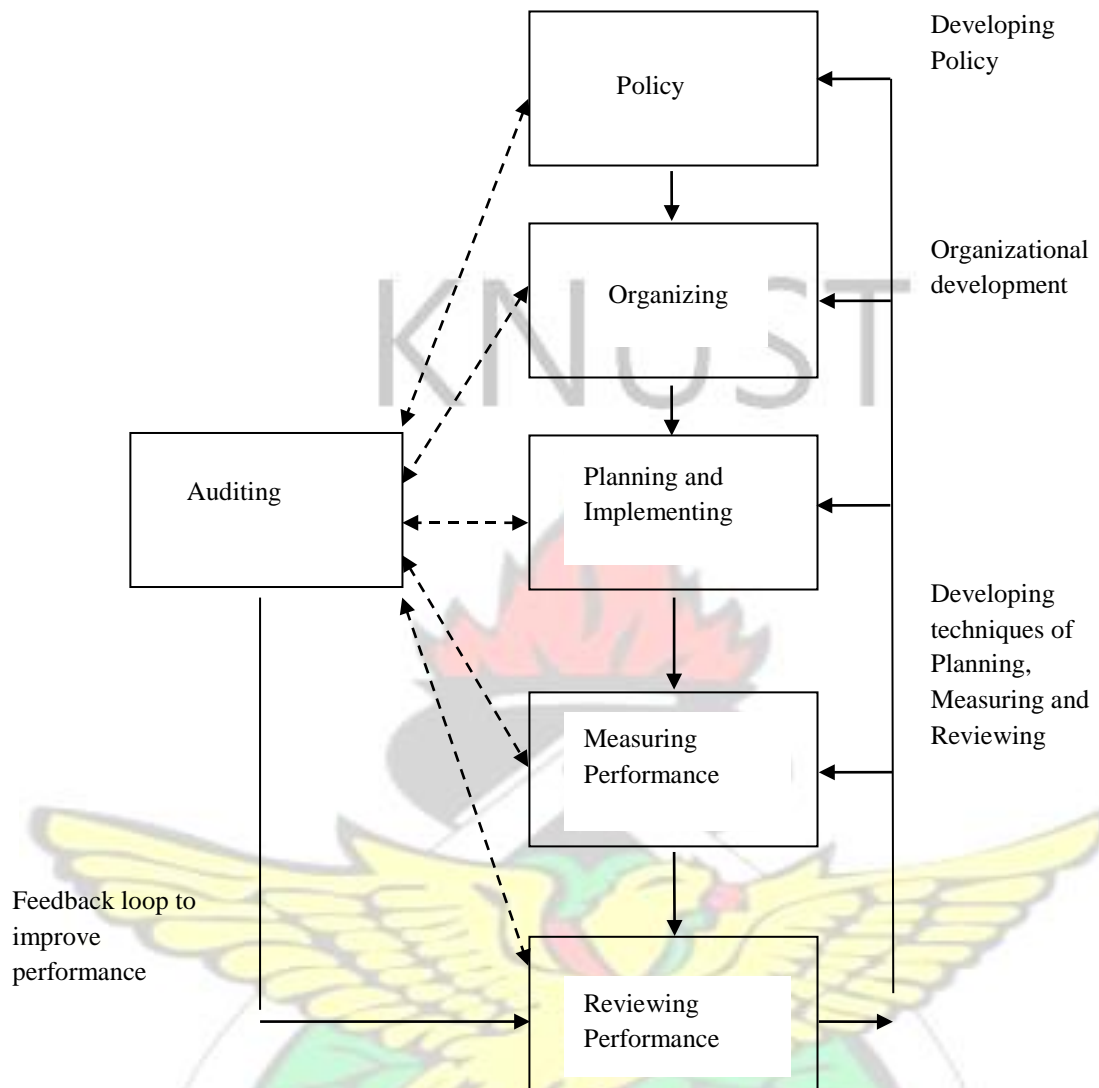 Developing
Policy
Policy
Organizational
development
Organizing
KNUST
Auditing
Planning and
Implementing
Developing
techniques of
Planning,
Measuring and
Reviewing
Measuring
Performance
Feedback loop to
improve
performance
Reviewing
Performance